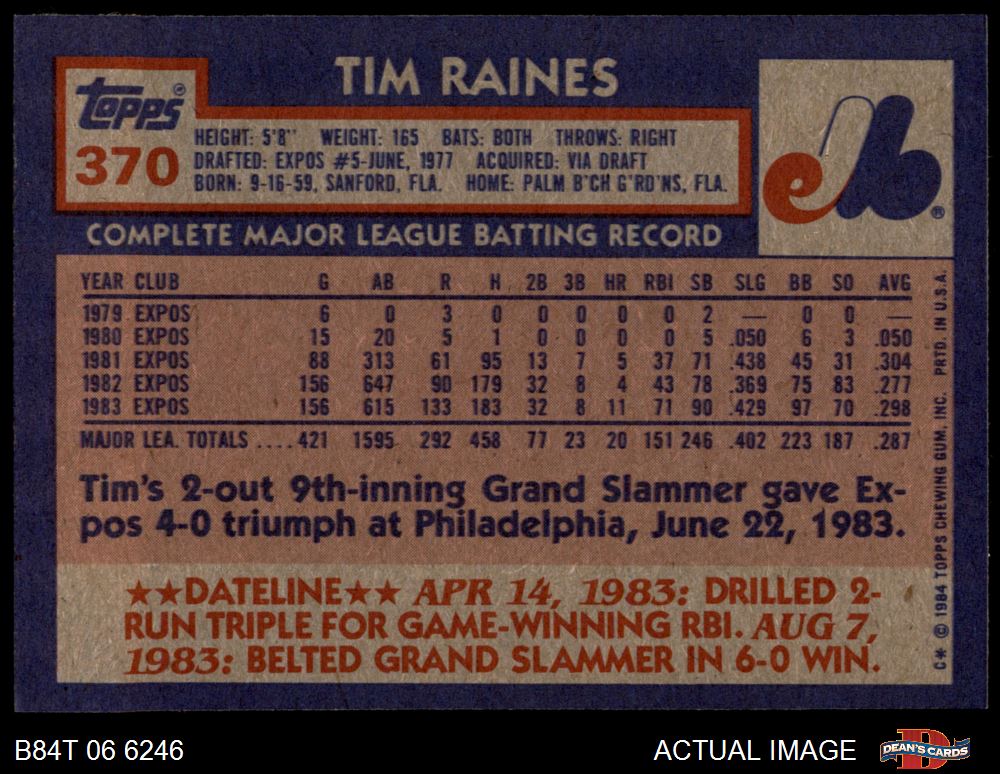 TIM RAINES
Topps®
370
HEIGHT: 5'8" WEIGHT: 165 BATS: BOTH THROWS: RIGHT
DRAFTED: EXPOS #5-JUNE, 1977 ACQUIRED: VIA DRAFT
BORN: 9-16-59, SANFORD, FLA. HOME: PALM B'CH G'RD'NS, FLA.
eb®
COMPLETE MAJOR LEAGUE BATTING RECORD
YEAR CLUB G AB R H 2B 3B HR RBI SB SLG BB SO AVG
1979 EXPOS 6 0 3 0 0 0 0 0 2 — 0 0 —
1980 EXPOS 15 20 5 1 0 0 0 0 5 .050 6 3 .050
1981 EXPOS 88 313 61 95 13 7 5 37 71 .438 45 31 .304
1982 EXPOS 156 647 90 179 32 8 4 43 78 .369 75 83 .277
1983 EXPOS 156 615 133 183 32 8 11 71 90 .429 97 70 .298
MAJOR LEA. TOTALS .... 421 1595 292 458 77 23 20 151 246 .402 223 187 .287
Tim's 2-out 9th-inning Grand Slammer gave Ex-
pos 4-0 triumph at Philadelphia, June 22, 1983.
★★DATELINE★★ APR 14, 1983: DRILLED 2-
RUN TRIPLE FOR GAME-WINNING RBI. AUG 7,
1983: BELTED GRAND SLAMMER IN 6-0 WIN.
C* © 1984 TOPPS CHEWING GUM, INC. PRTD. IN U.S.A.
B84T 06 6246
ACTUAL IMAGE
DEAN'S CARDS